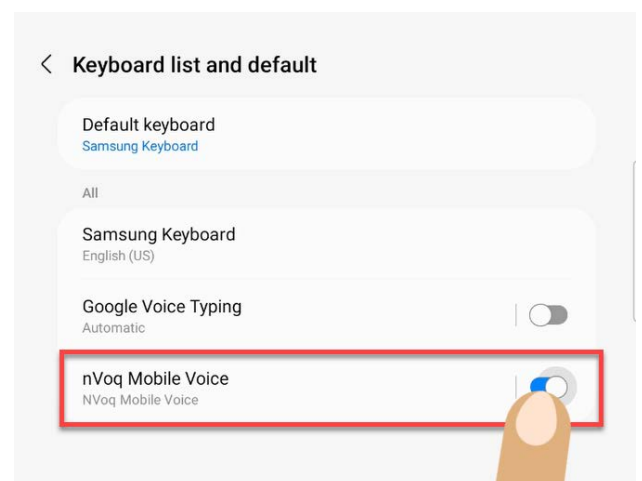 Keyboard list and default
Default keyboard
Samsung Keyboard
All
Samsung Keyboard
English (US)
Google Voice Typing
Automatic
nVoq Mobile Voice
NVoq Mobile Voice